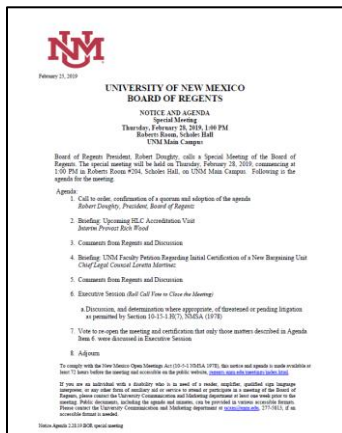 UNM
February 25, 2019
UNIVERSITY OF NEW MEXICO
BOARD OF REGENTS
NOTICE AND AGENDA
Special Meeting
Thursday, February 28, 2019, 1:00 PM
Roberts Room, Scholes Hall
UNM Main Campus
Board of Regents President, Robert Doughty, calls a Special Meeting of the Board of
Regents. The special meeting will be held on Thursday, February 28, 2019, commencing at
1:00 PM in Roberts Room #204, Scholes Hall, on UNM Main Campus. Following is the
agenda for the meeting.
Agenda:
1. Call to order, confirmation of a quorum and adoption of the agenda
Robert Doughty, President, Board of Regents
2. Briefing: Upcoming HLC Accreditation Visit
Interim Provost Rich Wood
3. Comments from Regents and Discussion
4. Briefing: UNM Faculty Petition Regarding Initial Certification of a New Bargaining Unit
Chief Legal Counsel Loretta Martinez
5. Comments from Regents and Discussion
6. Executive Session (Roll Call Vote to Close the Meeting)
a. Discussion, and determination where appropriate, of threatened or pending litigation
as permitted by Section 10-15-1.H(7), NMSA (1978)
7. Vote to re-open the meeting and certification that only those matters described in Agenda
Item 6. were discussed in Executive Session
8. Adjourn
To comply with the New Mexico Open Meetings Act (10-5-1 NMSA 1978), this notice and agenda is made available at
least 72 hours before the meeting and accessible on the public website,
If you are an individual with a disability who is in need of a reader, amplifier, qualified sign language
interpreter, or any other form of auxiliary aid or service to attend or participate in a meeting of the Board of
Regents, please contact the University Communication and Marketing department at least one week prior to the
meeting. Public documents, including the agenda and minutes, can be provided in various accessible formats.
Please contact the University Communication and Marketing department at 277-5813, if an
accessible format is needed.
Notice Agenda 2.28.19 BOR special meeting